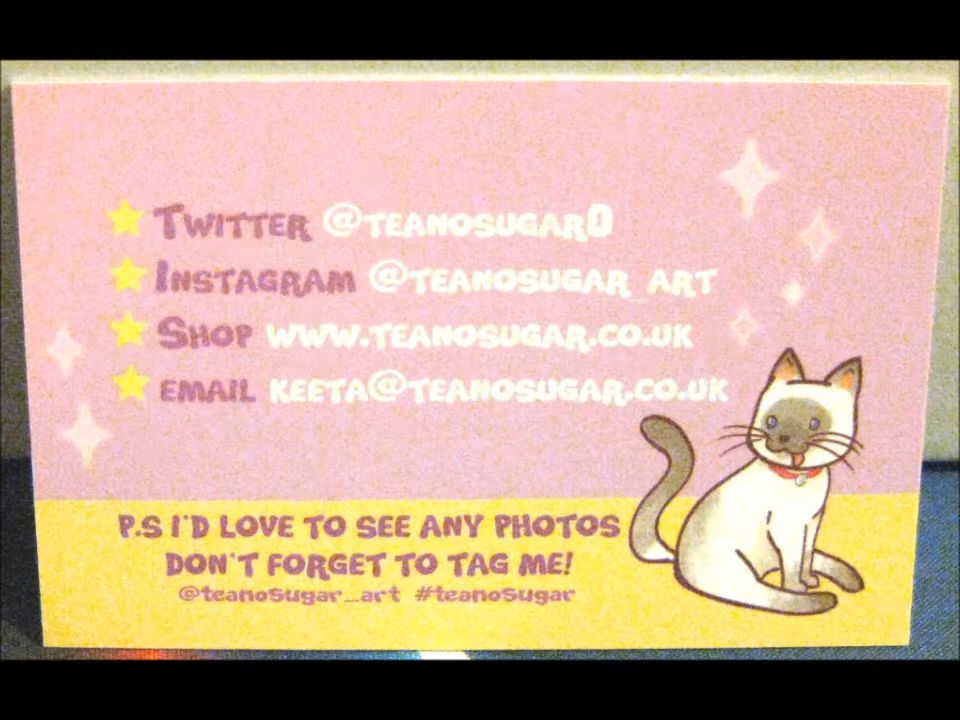 Twitter @teanosugar0
Instagram @teanosugar_art
Shop www.teanosugar.co.uk
email keeta@teanosugar.co.uk
P.S I'D LOVE TO SEE ANY PHOTOS
DON'T FORGET TO TAG ME!
@teanoSugar_art #teanoSugar